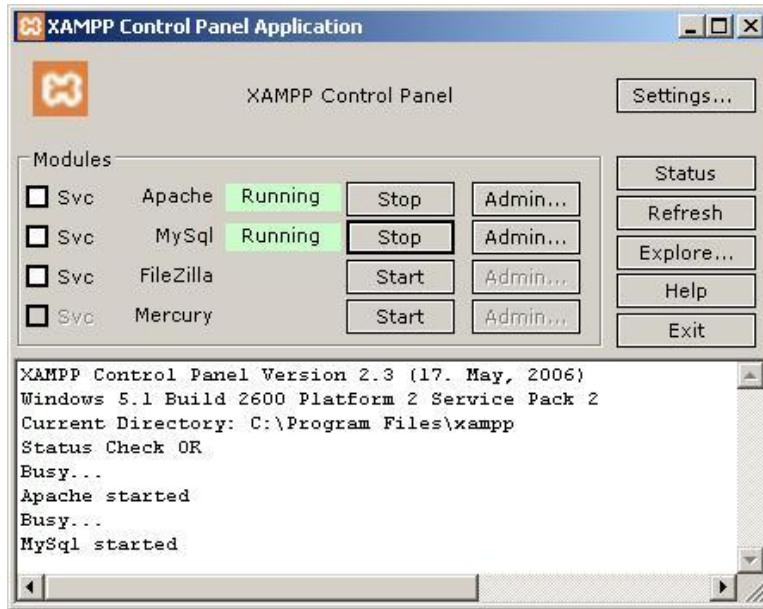 XAMPP Control Panel Application
XAMPP Control Panel
Settings...
Modules
Svc Apache Running Stop Admin...
Svc MySql Running Stop Admin...
Svc FileZilla Start Admin...
Svc Mercury Start Admin...
Status
Refresh
Explore...
Help
Exit
XAMPP Control Panel Version 2.3 (17. May, 2006)
Windows 5.1 Build 2600 Platform 2 Service Pack 2
Current Directory: C:\Program Files\xampp
Status Check OK
Busy...
Apache started
Busy...
MySql started